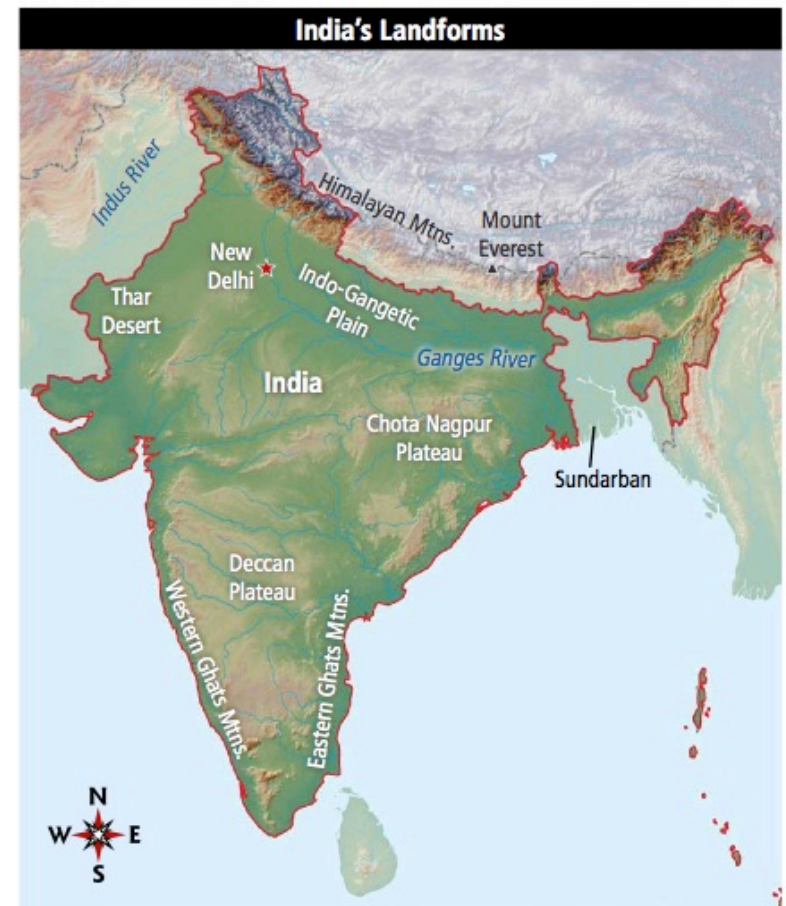 India's Landforms
Indus River
Himalayan Mtns.
Mount
Everest
New
Delhi
Indo-Gangetic
Plain
Thar
Desert
Ganges River
India
Chota Nagpur
Plateau
Sundarban
Deccan
Plateau
Western Ghats Mtns.
Eastern Ghats Mtns.
N
W
E
S